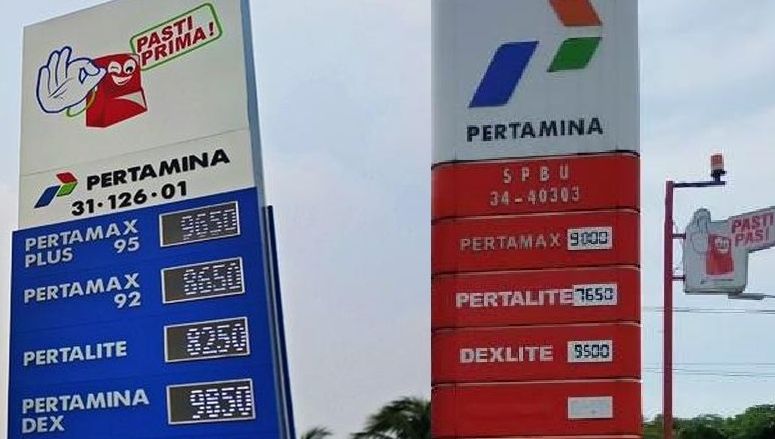 PASTI
PRIMA!
PERTAMINA
31·126·01
PERTAMAX 9650
PLUS 95
PERTAMAX 8650
92
PERTALITE 8250
PERTAMINA 9850
DEX
PERTAMINA
SPBU
34-40303
PERTAMAX 9000
PERTALITE 7650
DEXLITE 9500
PASTI
PAS!